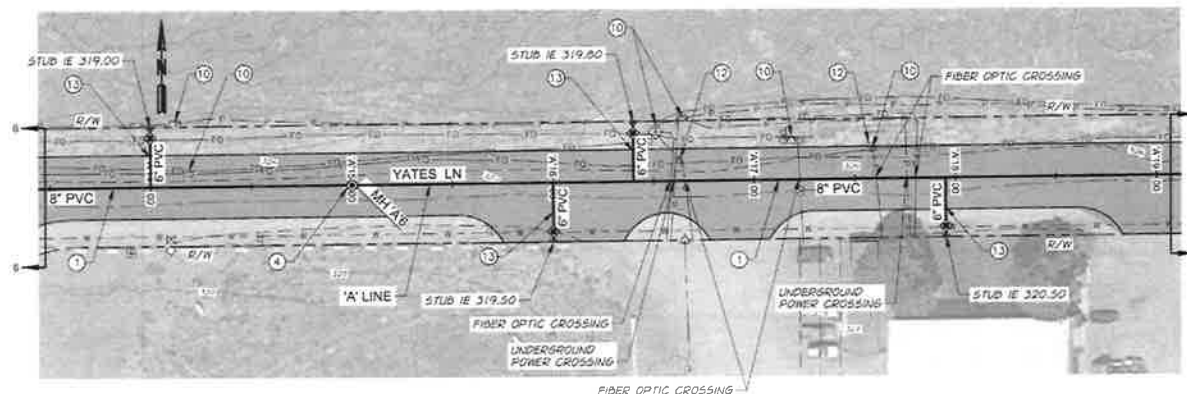 10
STUB IE 319.00
N
10
10
STUB IE 319.80
12
10
12
10
FIBER OPTIC CROSSING
13
13
R/W
R/W
6
6" PVC
6" PVC
YATES LN
8" PVC
8" PVC
MH 'A'6
6" PVC
6" PVC
R/W
R/W
6
1
4
13
1
13
'A' LINE
STUB IE 319.50
UNDERGROUND
POWER CROSSING
STUB IE 320.50
FIBER OPTIC CROSSING
UNDERGROUND
POWER CROSSING
FIBER OPTIC CROSSING